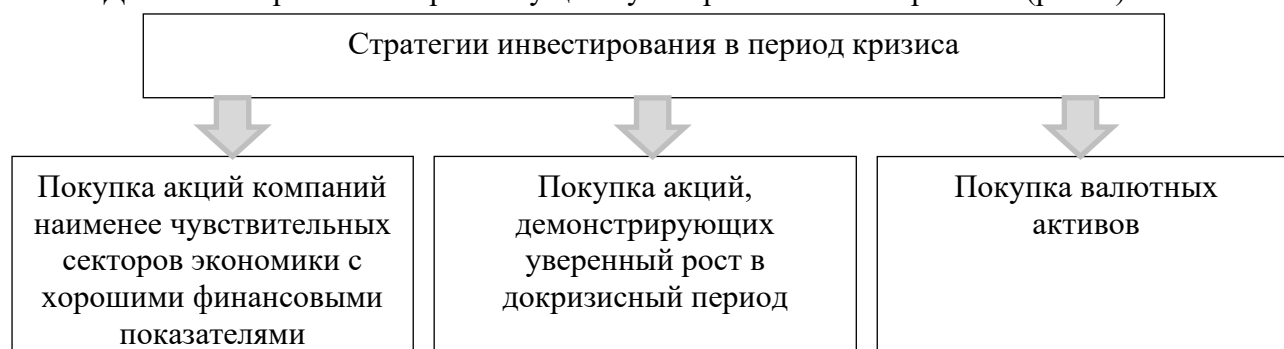 Стратегии инвестирования в период кризиса
Покупка акций компаний
наименее чувствительных
секторов экономики с
хорошими финансовыми
показателями
Покупка акций,
демонстрирующих
уверенный рост в
докризисный период
Покупка валютных
активов